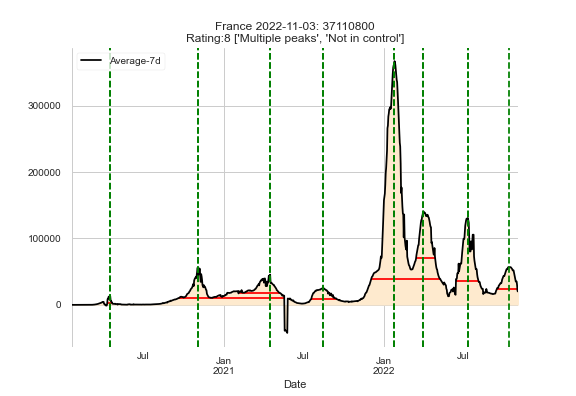 France 2022-11-03: 37110800
Rating:8 ['Multiple peaks', 'Not in control']
Average-7d
300000
200000
100000
0
Jul
Jan
2021
Jul
Jan
2022
Jul
Date